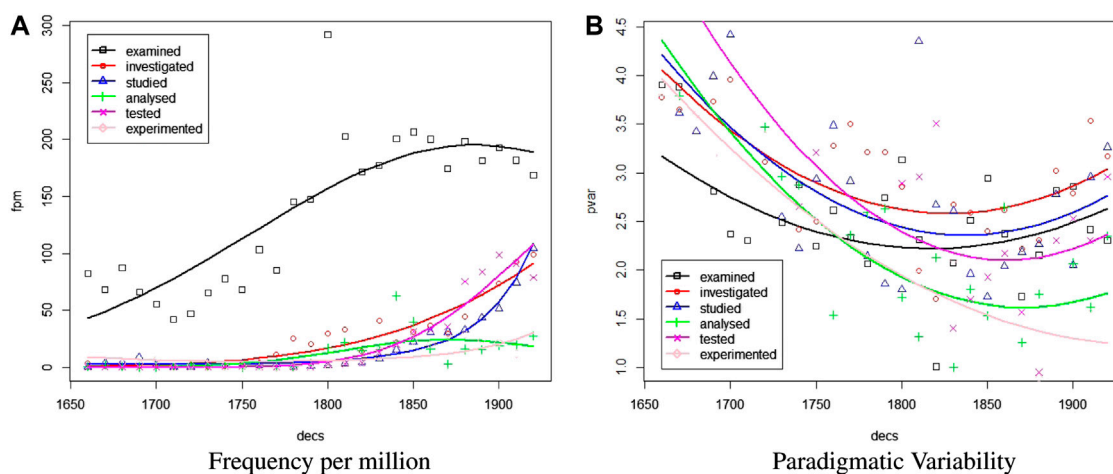 A
300
250
200
150
100
50
0
fpm
examined
investigated
studied
analysed
tested
experimented
1650 1700 1750 1800 1850 1900
decs
Frequency per million
B
4.5
4.0
3.5
3.0
2.5
2.0
1.5
1.0
pvar
examined
investigated
studied
analysed
tested
experimented
1650 1700 1750 1800 1850 1900
decs
Paradigmatic Variability